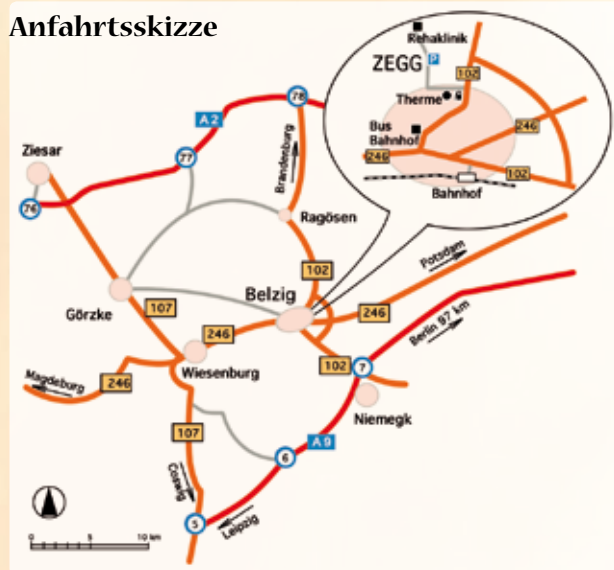 Anfahrtsskizze
Rehaklinik
ZEGG
P
102
Therme
Bus
Bahnhof
246
246
102
Bahnhof
78
A 2
Ziesar
77
Brandenburg
76
Ragösen
102
Potsdam
Belzig
Görzke
107
246
246
Berlin 97 km
102
7
Wiesenburg
Magdeburg
246
Niemegk
107
A 9
6
Coswig
5
Leipzig
0
5
10 km